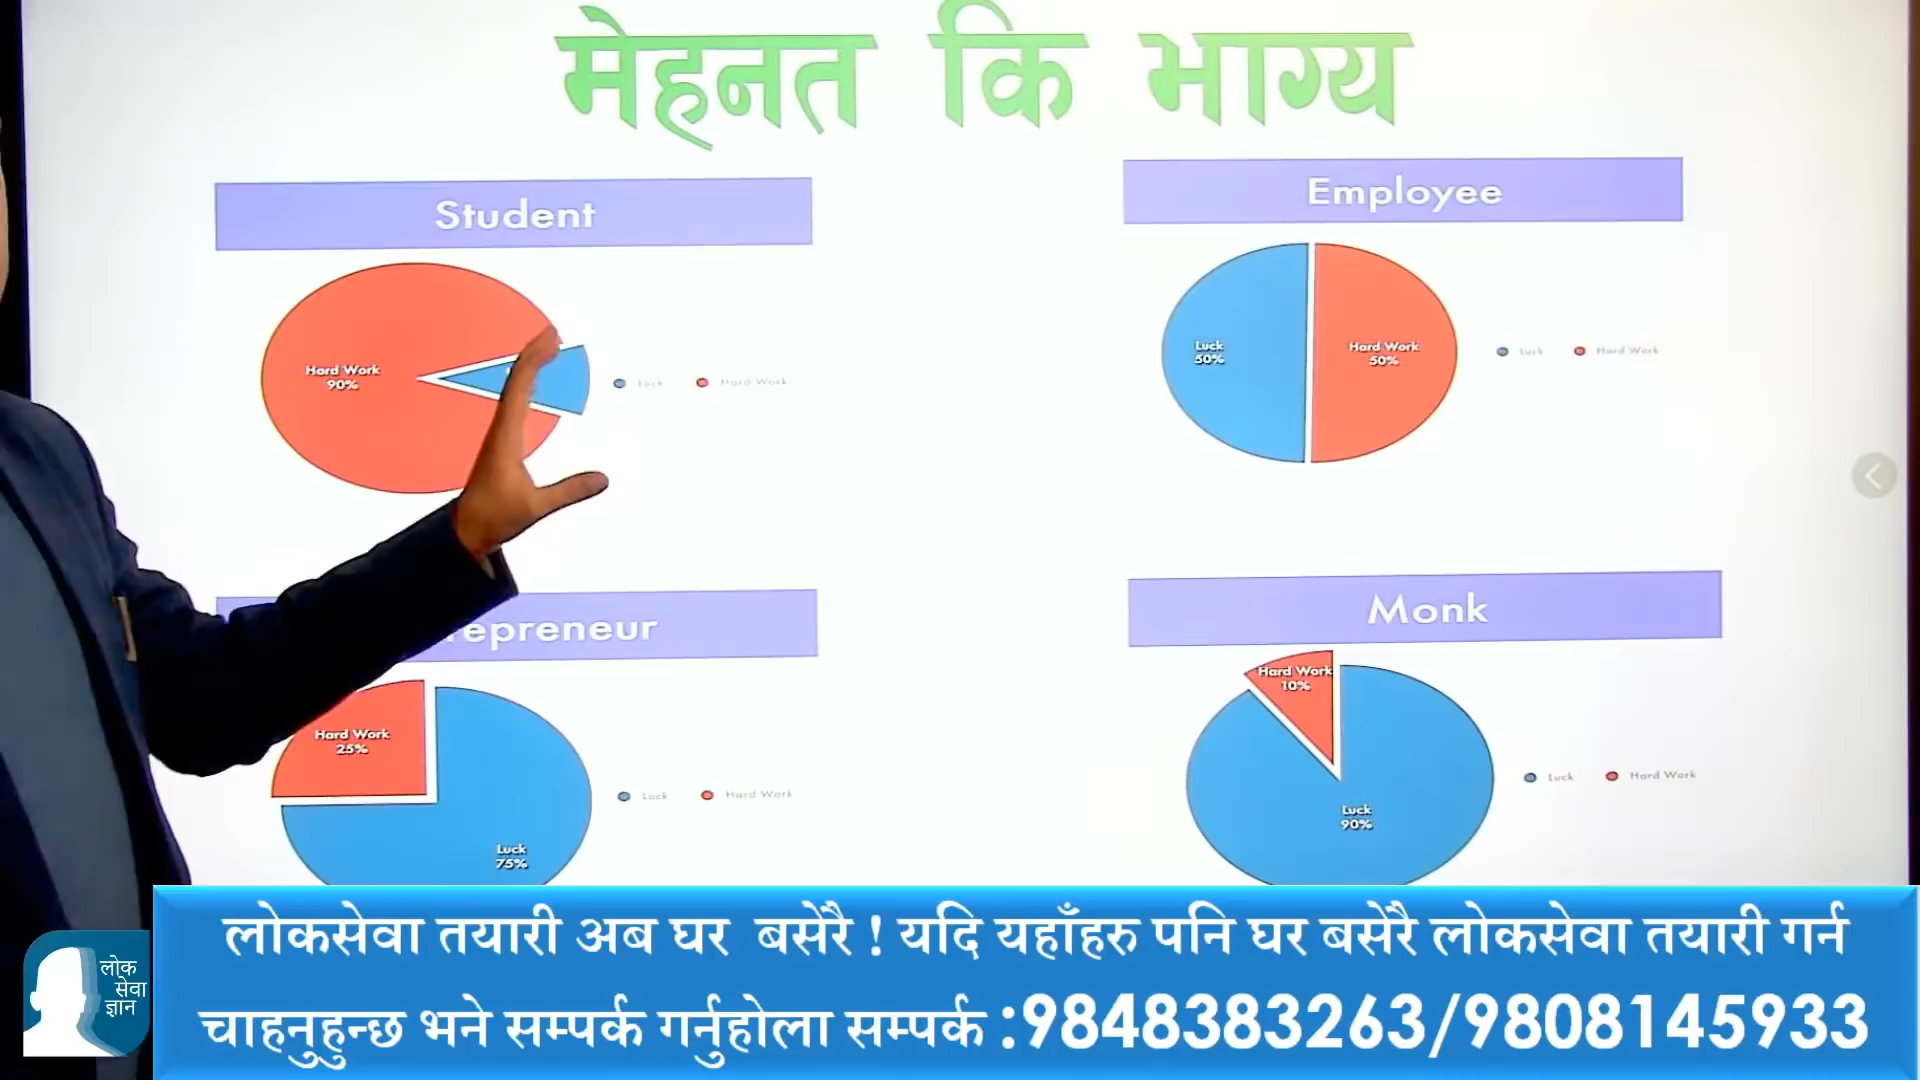 मेहनत कि भाग्य
Student
Employee
Hard Work
90%
Luck
Hard Work
Luck
50%
Hard Work
50%
Luck
Hard Work
repreneur
Monk
Hard Work
25%
Luck
75%
Luck
Hard Work
Hard Work
10%
Luck
90%
Luck
Hard Work
लोक
सेवा
ज्ञान
लोकसेवा तयारी अब घर बसेरै ! यदि यहाँहरु पनि घर बसेरै लोकसेवा तयारी गर्न
चाहनुहुन्छ भने सम्पर्क गर्नुहोला सम्पर्क :9848383263/9808145933